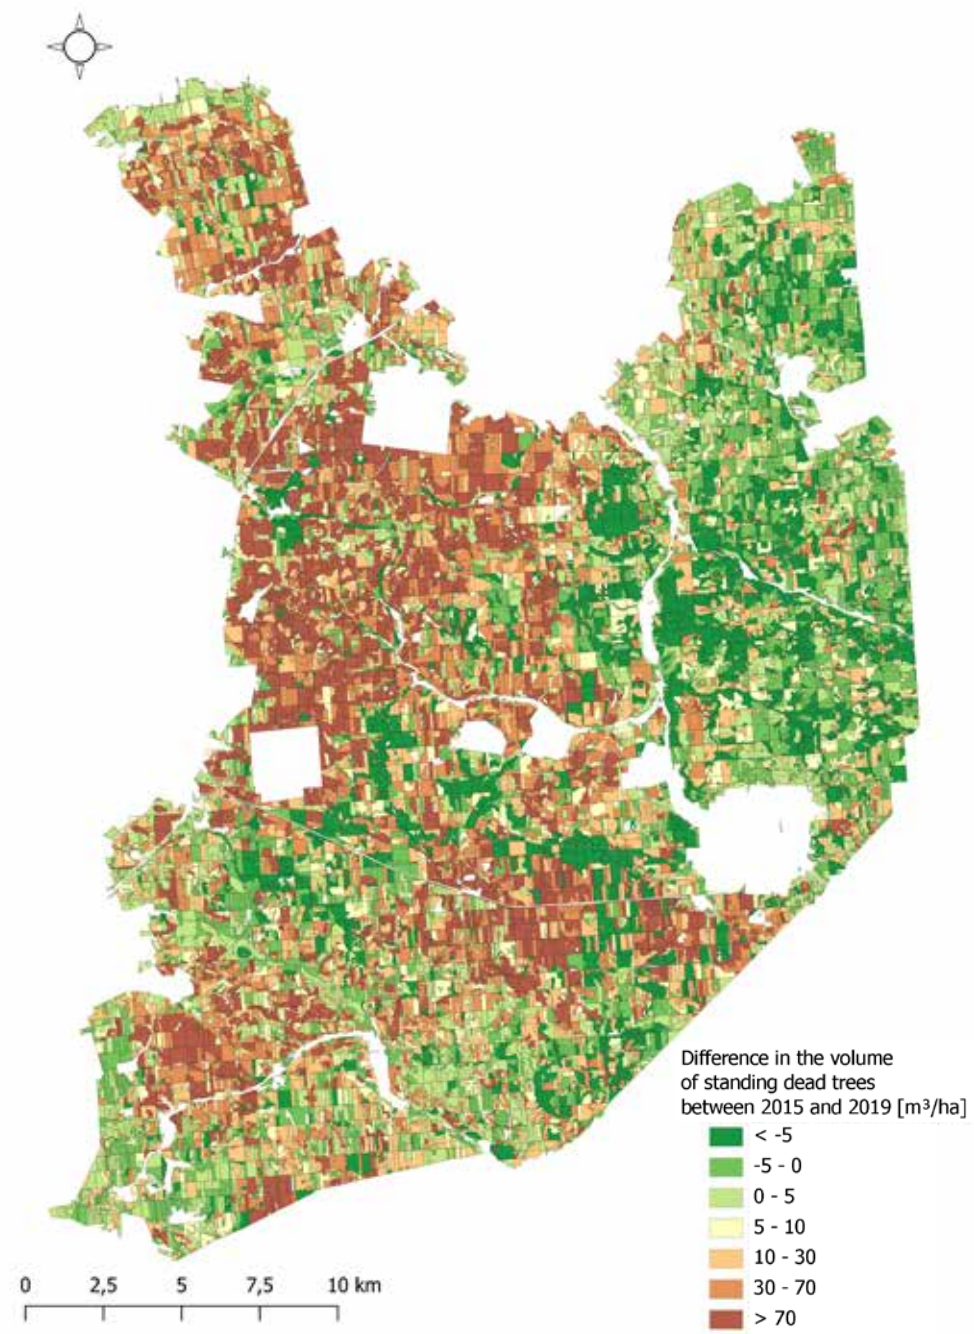 Difference in the volume
of standing dead trees
between 2015 and 2019 [m³/ha]
< -5
-5 - 0
0 - 5
5 - 10
10 - 30
30 - 70
> 70
0 2,5 5 7,5 10 km